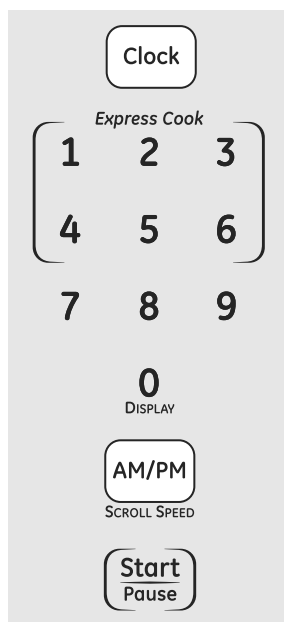 Clock
Express Cook
1 2 3
4 5 6
7 8 9
0
DISPLAY
AM/PM
SCROLL SPEED
Start
Pause